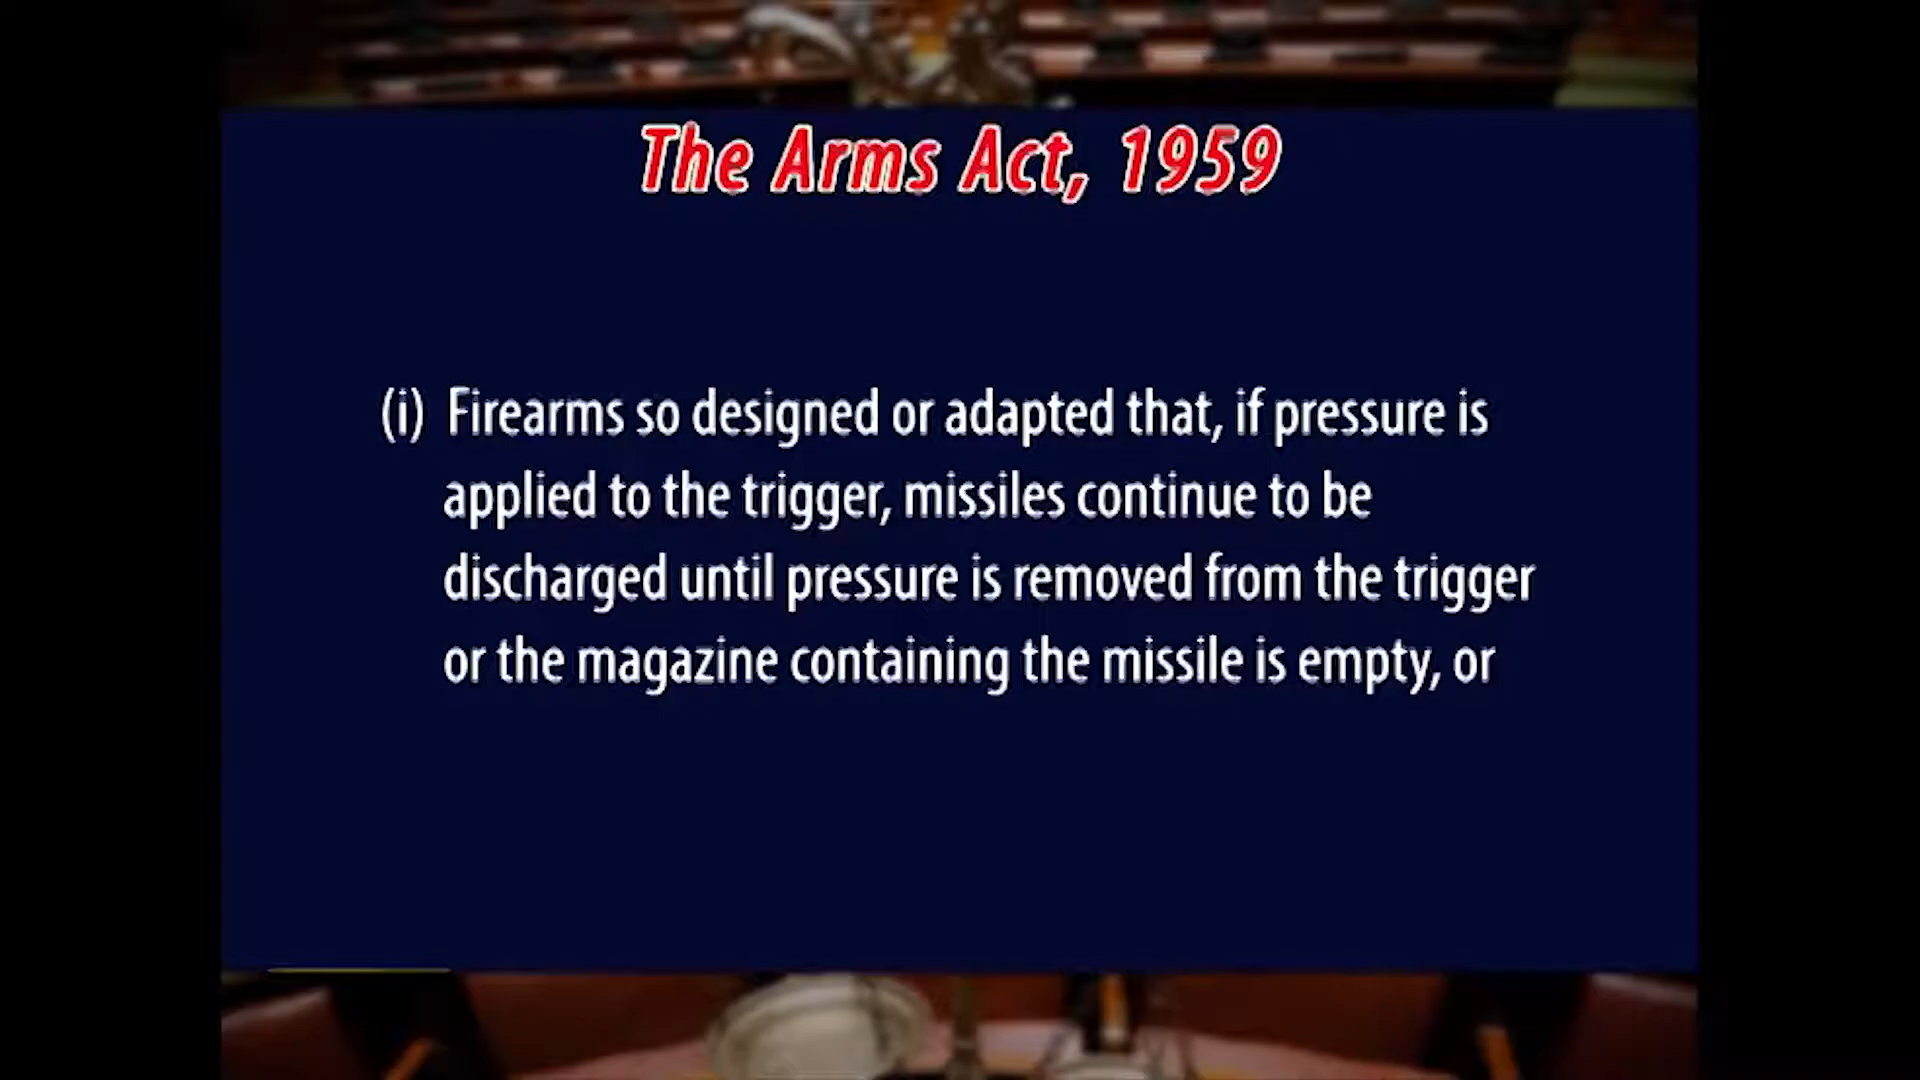 The Arms Act, 1959
(i) Firearms so designed or adapted that, if pressure is
applied to the trigger, missiles continue to be
discharged until pressure is removed from the trigger
or the magazine containing the missile is empty, or